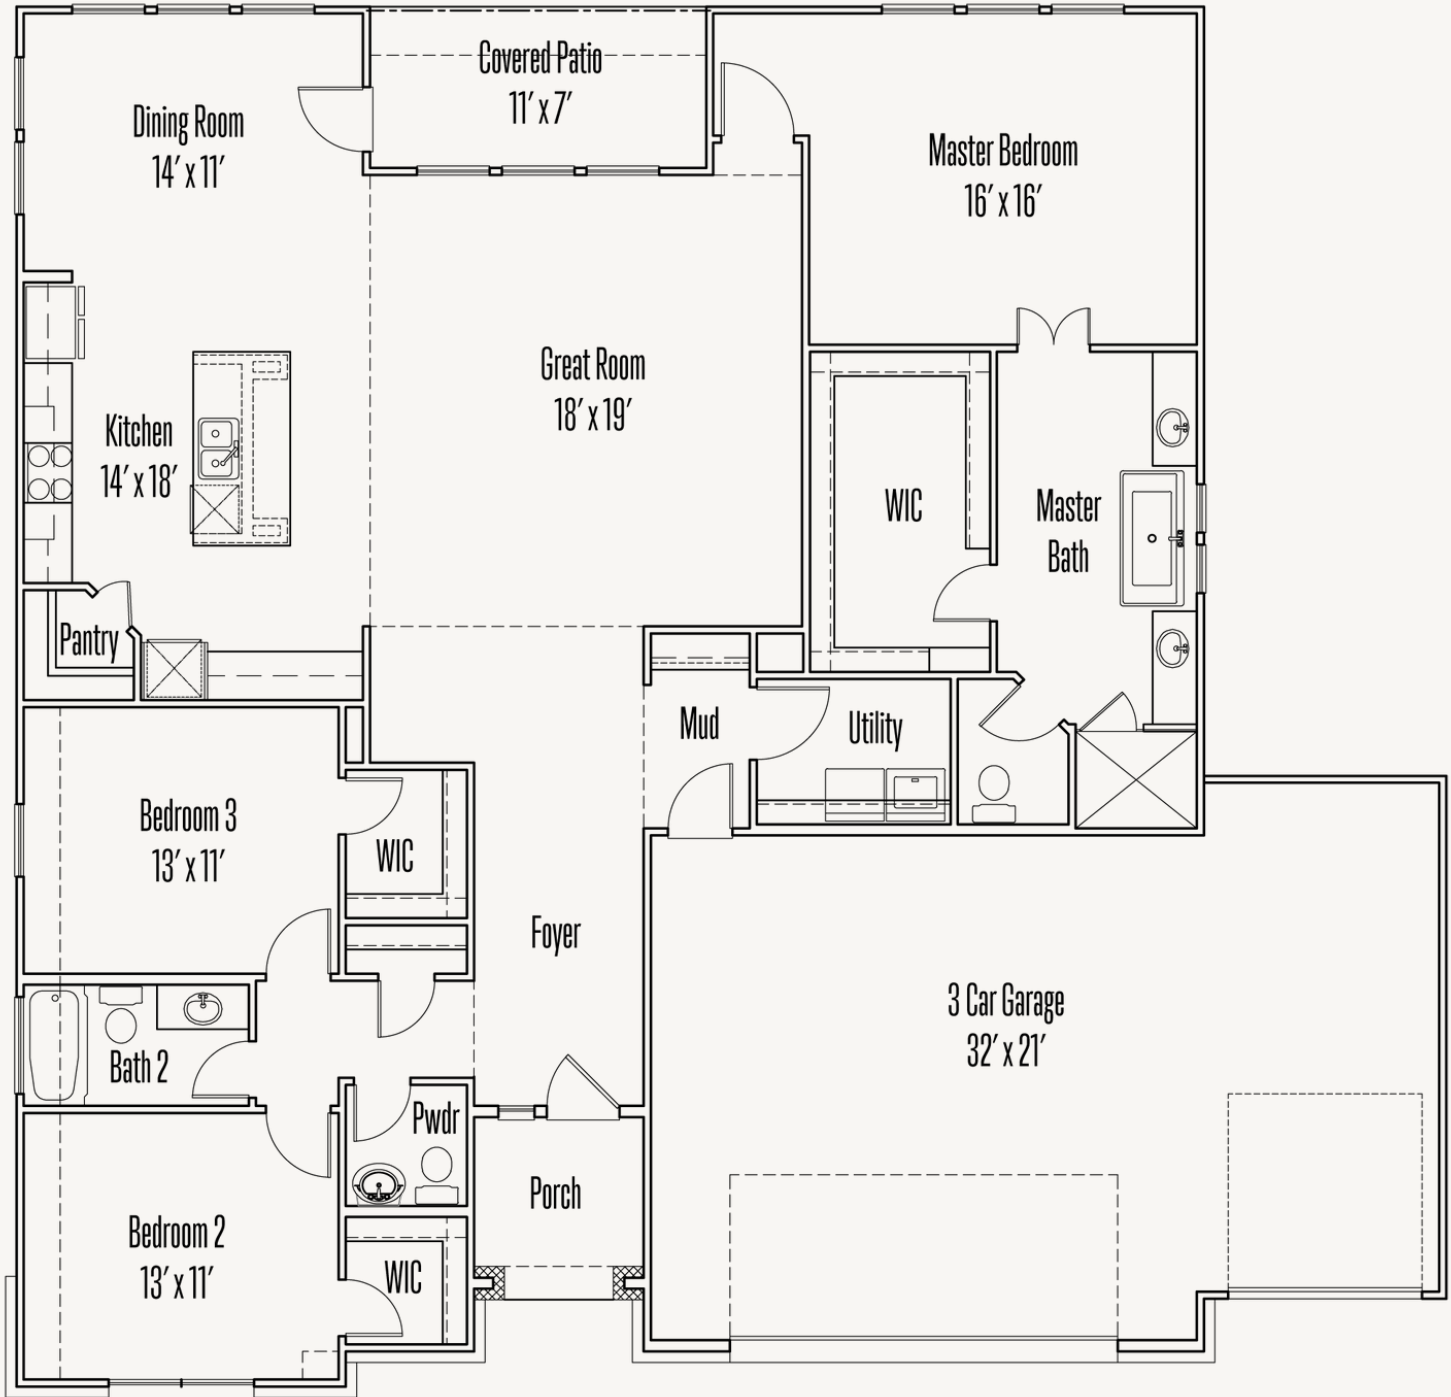 Covered Patio
11' x 7'
Dining Room
14' x 11'
Master Bedroom
16' x 16'
Great Room
18' x 19'
Kitchen
14' x 18'
WIC
Master
Bath
Pantry
Mud
Utility
Bedroom 3
13' x 11'
WIC
Foyer
3 Car Garage
32' x 21'
Bath 2
Pwdr
Porch
Bedroom 2
13' x 11'
WIC